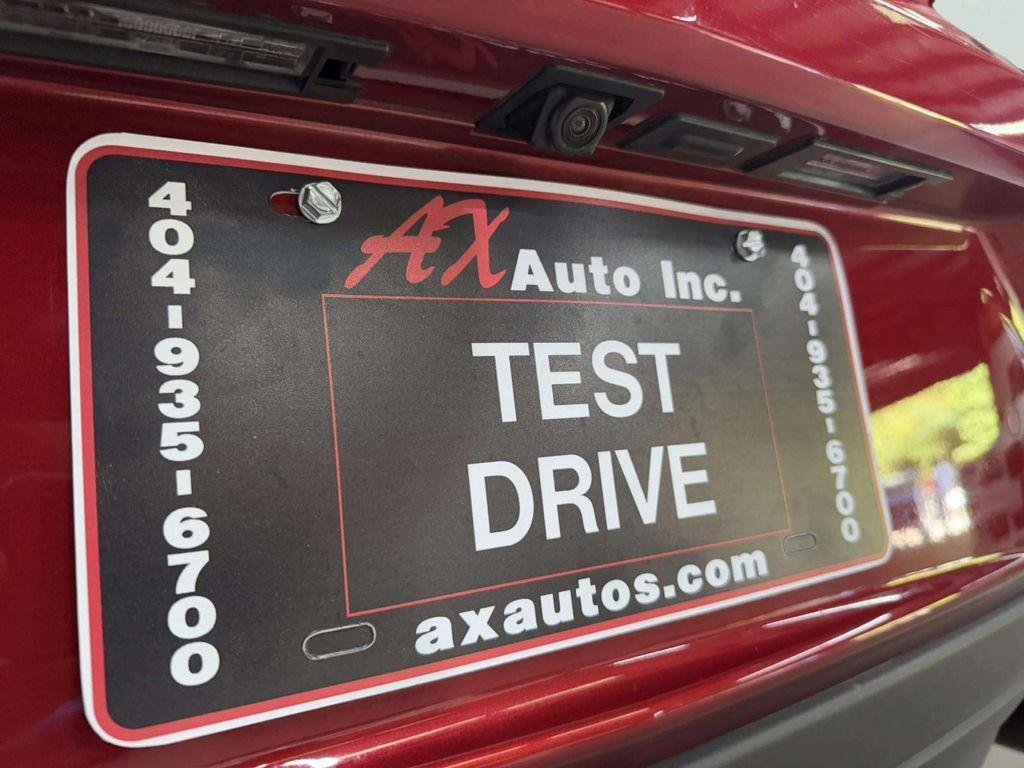 AX Auto Inc.
404-935-6700
TEST
DRIVE
404-935-6700
axautos.com